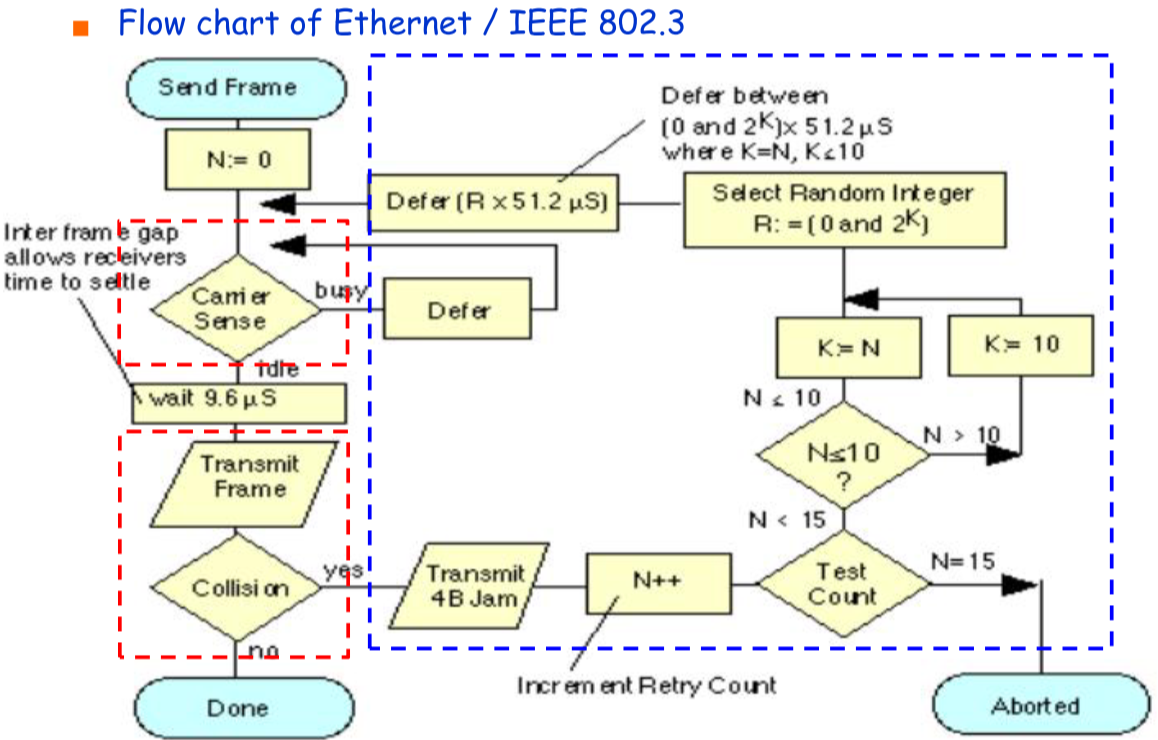 Flow chart of Ethernet / IEEE 802.3
Send Frame
N:= 0
Defer between
(0 and 2^K)x 51.2 μS
where K=N, K≤10
Defer (R x 51.2 μS)
Select Random Integer
R: =( 0 and 2^K)
Inter frame gap
allows receivers
time to settle
Carrier
Sense
busy
Defer
idle
wait 9.6 μS
K:= N
K:= 10
N ≤ 10
N≤10
?
N > 10
Transmit
Frame
N < 15
Collision
yes
Transmit
4B Jam
N++
Test
Count
N=15
no
Increment Retry Count
Done
Aborted